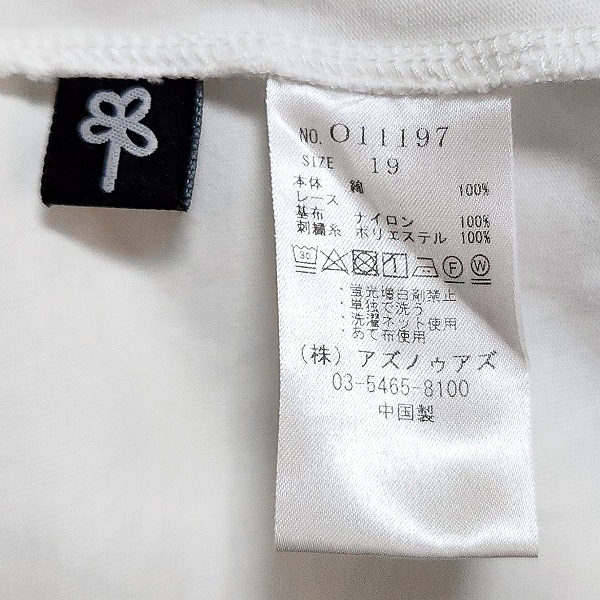 NO. O11197
SIZE 19
本体 綿 100%
レース
基布 ナイロン 100%
刺繍糸 ポリエステル 100%
30 F W
・蛍光増白剤禁止
・単独で洗う
・洗濯ネット使用
・あて布使用
(株) アズノゥアズ
03-5465-8100
中国製